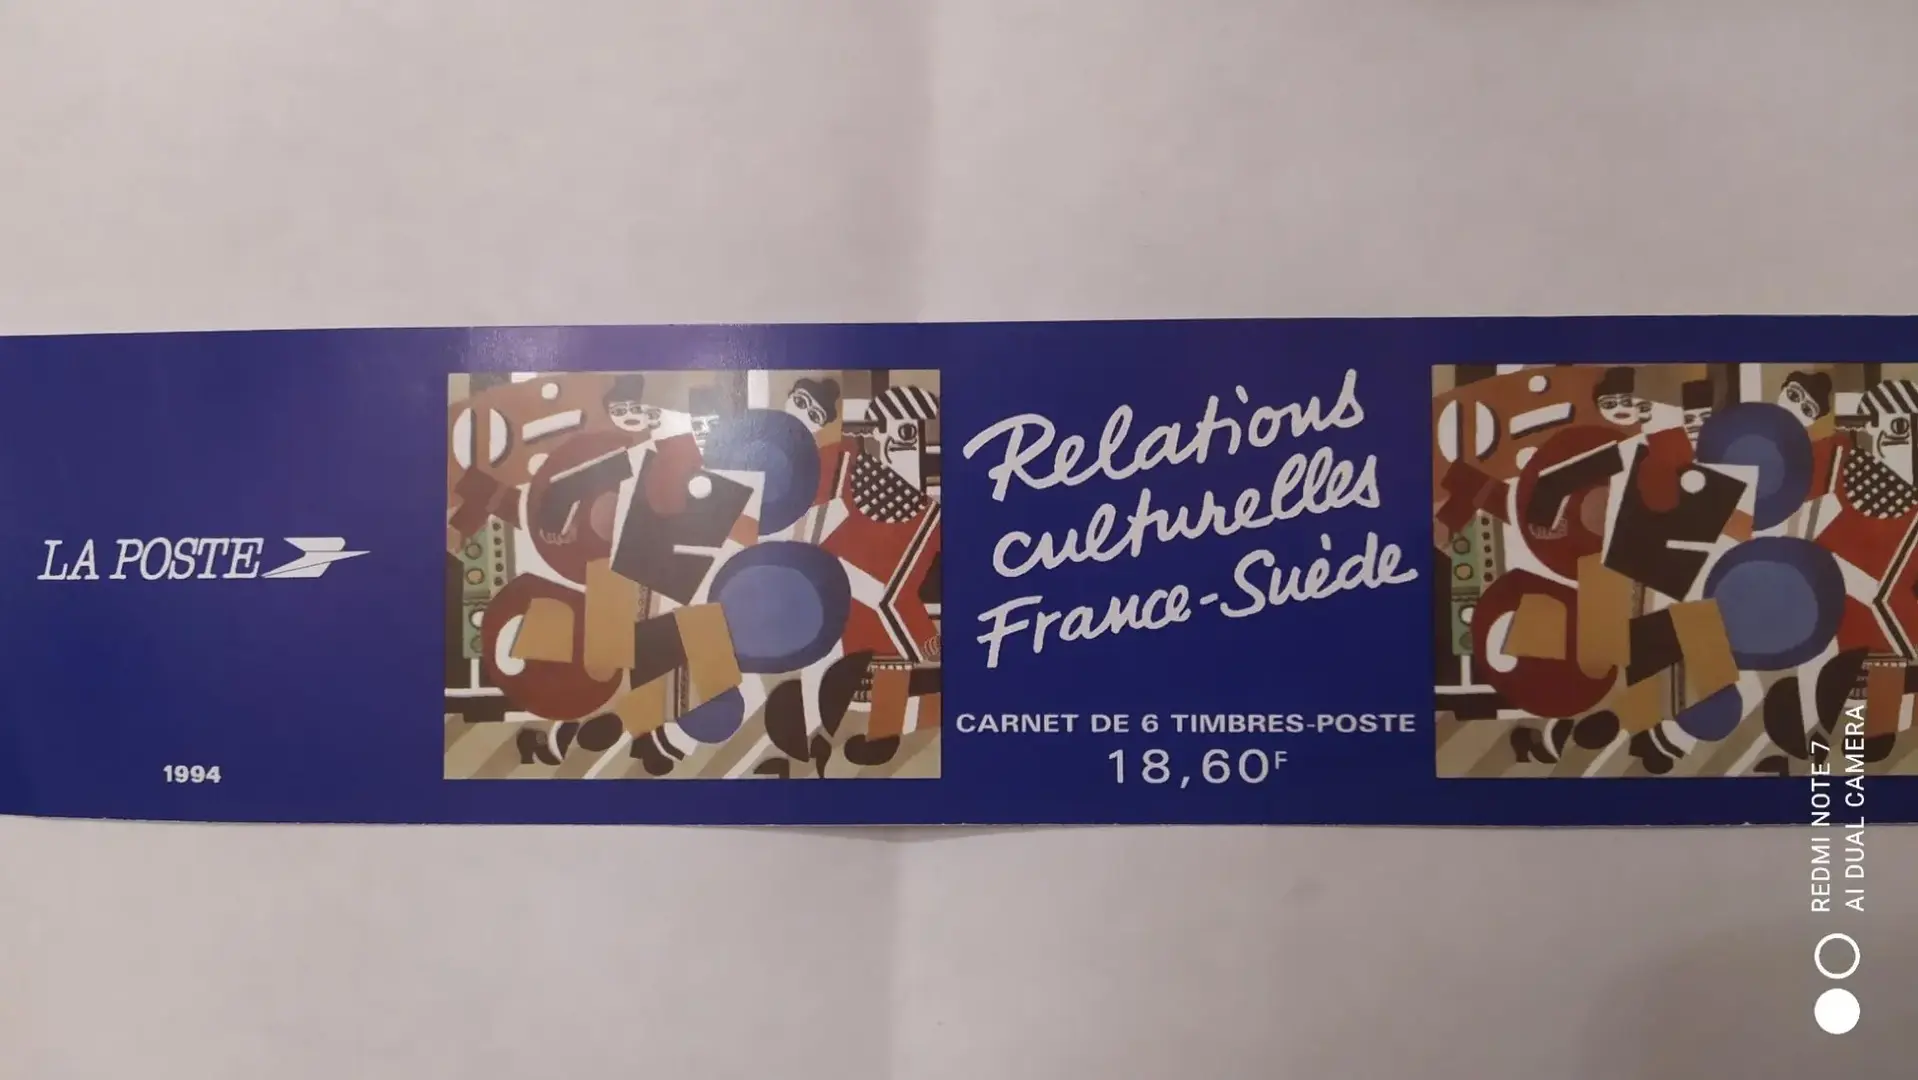 LA POSTE
1994
Relations
culturelles
France-Suède
CARNET DE 6 TIMBRES-POSTE
18,60F
REDMI NOTE 7
AI DUAL CAMERA